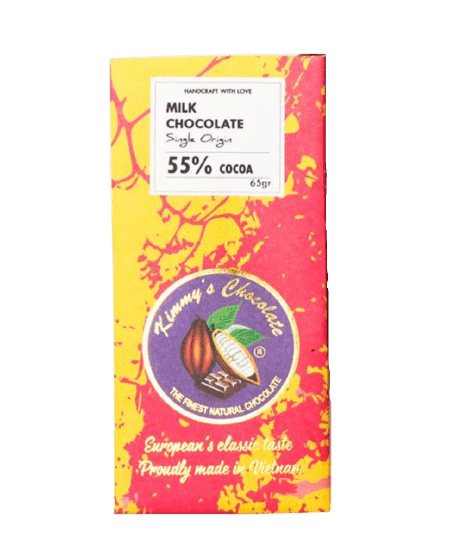 HANDCRAFT WITH LOVE
MILK
CHOCOLATE
Single Origin
55% COCOA
65gr
Kimmy's Chocolate
®
THE FINEST NATURAL CHOCOLATE
European's classic taste
Proudly made in Vietnam